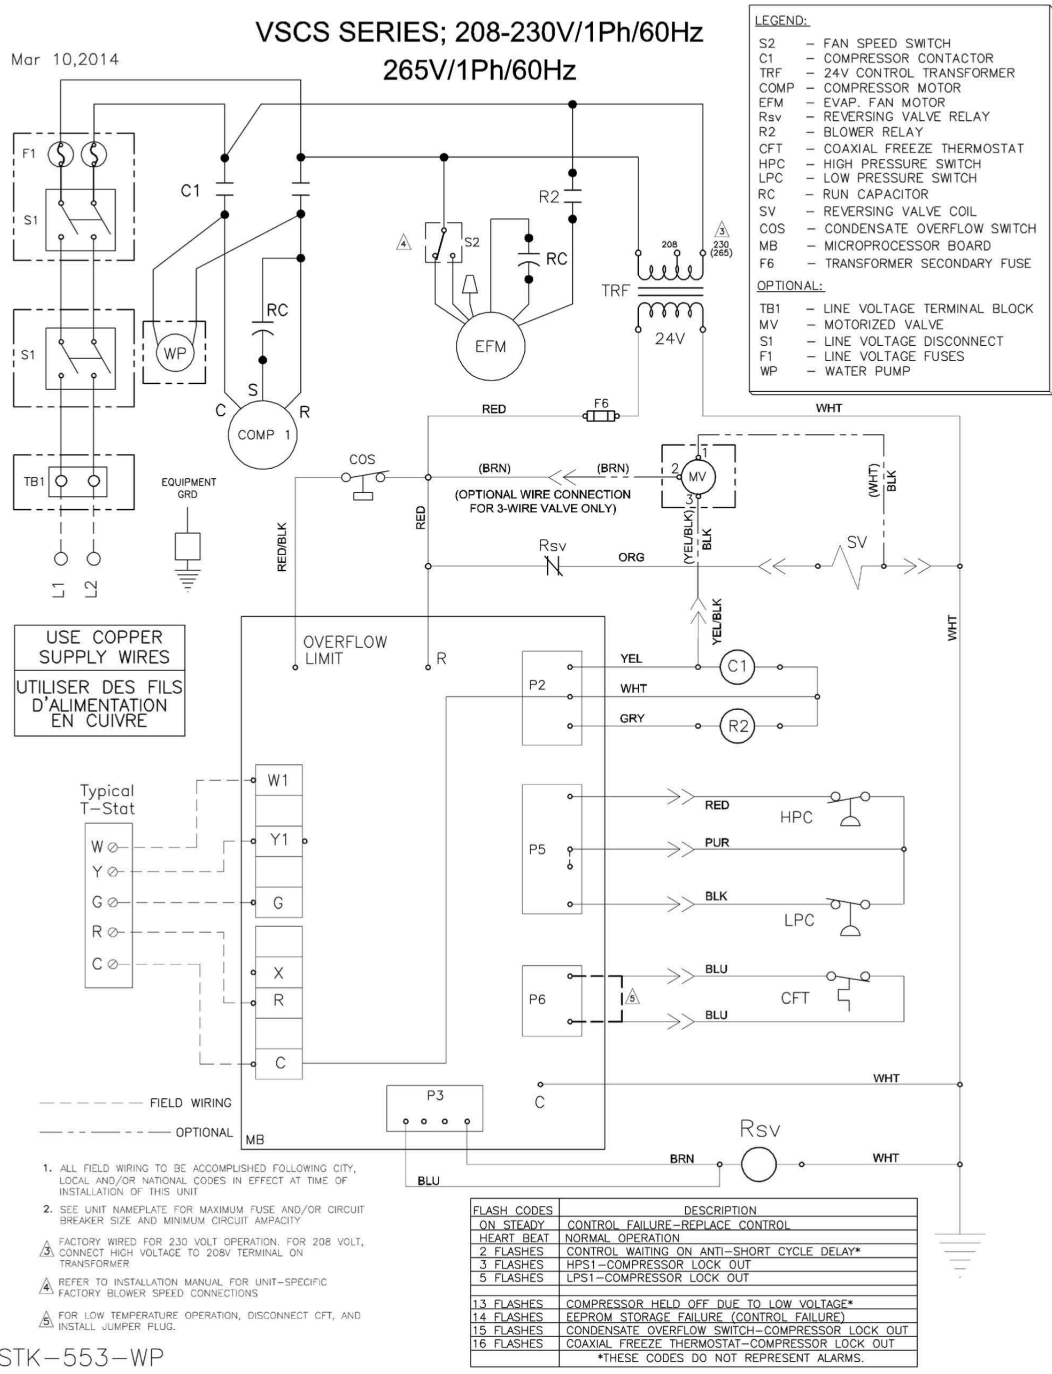 VSCS SERIES; 208-230V/1Ph/60Hz
265V/1Ph/60Hz
Mar 10,2014
LEGEND:
S2 – FAN SPEED SWITCH
C1 – COMPRESSOR CONTACTOR
TRF – 24V CONTROL TRANSFORMER
COMP – COMPRESSOR MOTOR
EFM – EVAP. FAN MOTOR
Rsv – REVERSING VALVE RELAY
R2 – BLOWER RELAY
CFT – COAXIAL FREEZE THERMOSTAT
HPC – HIGH PRESSURE SWITCH
LPC – LOW PRESSURE SWITCH
RC – RUN CAPACITOR
SV – REVERSING VALVE COIL
COS – CONDENSATE OVERFLOW SWITCH
MB – MICROPROCESSOR BOARD
F6 – TRANSFORMER SECONDARY FUSE
OPTIONAL:
TB1 – LINE VOLTAGE TERMINAL BLOCK
MV – MOTORIZED VALVE
S1 – LINE VOLTAGE DISCONNECT
F1 – LINE VOLTAGE FUSES
WP – WATER PUMP
F1
S1
C1
R2
4
S2
RC
208
3
230
(265)
TRF
24V
S1
WP
RC
EFM
S
C
R
COMP 1
RED
F6
WHT
TB1
EQUIPMENT
GRD
COS
(BRN)
(BRN)
(OPTIONAL WIRE CONNECTION
FOR 3-WIRE VALVE ONLY)
1
2
MV
3
(WHT)
BLK
RED/BLK
RED
Rsv
ORG
(YEL/BLK)
BLK
SV
L1
L2
YEL/BLK
WHT
USE COPPER
SUPPLY WIRES
UTILISER DES FILS
D'ALIMENTATION
EN CUIVRE
OVERFLOW
LIMIT
R
P2
YEL
C1
WHT
GRY
R2
Typical
T-Stat
W
Y
G
R
C
W1
Y1
G
X
R
C
P5
RED
HPC
PUR
BLK
LPC
P6
5
BLU
CFT
BLU
C
WHT
P3
MB
FIELD WIRING
OPTIONAL
Rsv
BRN
WHT
BLU
1. ALL FIELD WIRING TO BE ACCOMPLISHED FOLLOWING CITY,
LOCAL AND/OR NATIONAL CODES IN EFFECT AT TIME OF
INSTALLATION OF THIS UNIT
2. SEE UNIT NAMEPLATE FOR MAXIMUM FUSE AND/OR CIRCUIT
BREAKER SIZE AND MINIMUM CIRCUIT AMPACITY
3 FACTORY WIRED FOR 230 VOLT OPERATION. FOR 208 VOLT,
CONNECT HIGH VOLTAGE TO 208V TERMINAL ON
TRANSFORMER
4 REFER TO INSTALLATION MANUAL FOR UNIT-SPECIFIC
FACTORY BLOWER SPEED CONNECTIONS
5 FOR LOW TEMPERATURE OPERATION, DISCONNECT CFT, AND
INSTALL JUMPER PLUG.
STK-553-WP
FLASH CODES DESCRIPTION
ON STEADY CONTROL FAILURE-REPLACE CONTROL
HEART BEAT NORMAL OPERATION
2 FLASHES CONTROL WAITING ON ANTI-SHORT CYCLE DELAY*
3 FLASHES HPS1-COMPRESSOR LOCK OUT
5 FLASHES LPS1-COMPRESSOR LOCK OUT
13 FLASHES COMPRESSOR HELD OFF DUE TO LOW VOLTAGE*
14 FLASHES EEPROM STORAGE FAILURE (CONTROL FAILURE)
15 FLASHES CONDENSATE OVERFLOW SWITCH-COMPRESSOR LOCK OUT
16 FLASHES COAXIAL FREEZE THERMOSTAT-COMPRESSOR LOCK OUT
*THESE CODES DO NOT REPRESENT ALARMS.